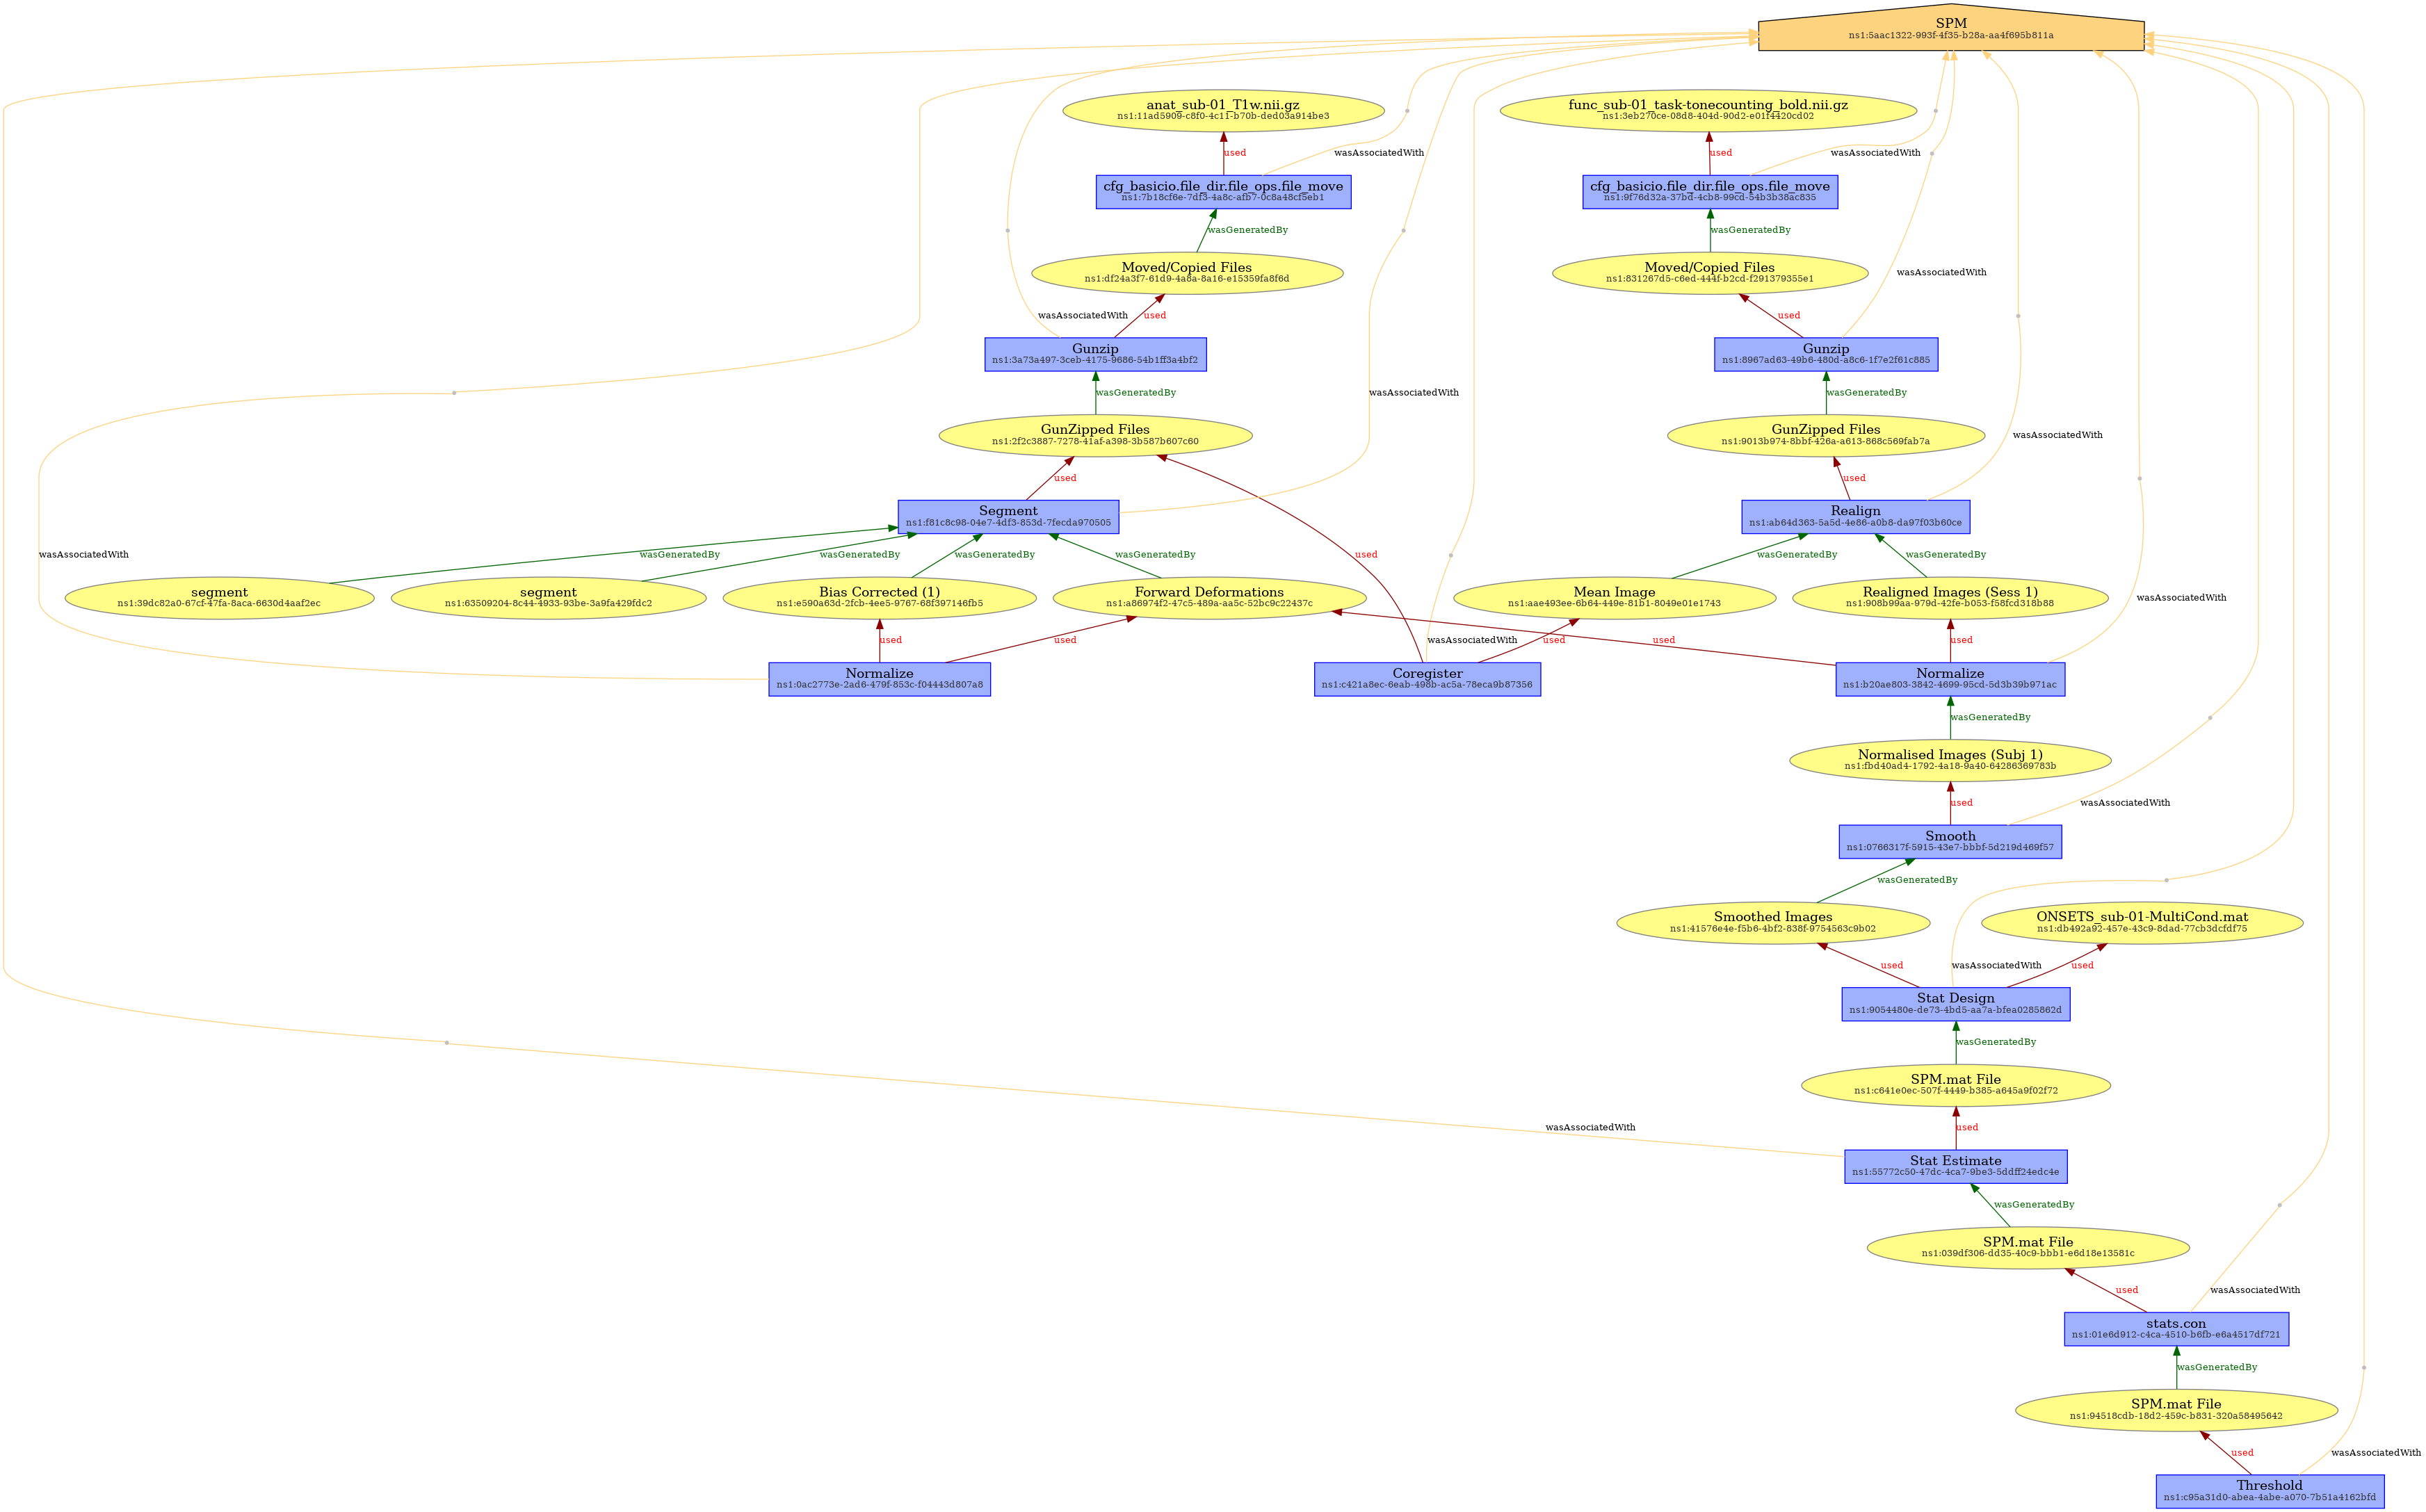 SPM
ns1:5aac1322-993f-4f35-b28a-aa4f695b811a
anat_sub-01_T1w.nii.gz
ns1:11ad5909-c8f0-4c11-b70b-ded03a914be3
func_sub-01_task-tonecounting_bold.nii.gz
ns1:3eb270ce-08d8-404d-90d2-e01f4420cd02
used
wasAssociatedWith
used
wasAssociatedWith
cfg_basicio.file_dir.file_ops.file_move
ns1:7b18cf6e-7df3-4a8c-afb7-0c8a48cf5eb1
cfg_basicio.file_dir.file_ops.file_move
ns1:9f76d32a-37bd-4cb8-99cd-54b3b38ac835
wasGeneratedBy
wasGeneratedBy
Moved/Copied Files
ns1:df24a3f7-61d9-4a8a-8a16-e15359fa8f6d
Moved/Copied Files
ns1:831267d5-c6ed-444f-b2cd-f291379355e1
wasAssociatedWith
wasAssociatedWith
used
used
Gunzip
ns1:3a73a497-3ceb-4175-9686-54b1ff3a4bf2
Gunzip
ns1:8967ad63-49b6-480d-a8c6-1f7e2f61c885
wasGeneratedBy
wasAssociatedWith
wasGeneratedBy
GunZipped Files
ns1:2f2c3887-7278-41af-a398-3b587b607c60
GunZipped Files
ns1:9013b974-8bbf-426a-a613-868c569fab7a
wasAssociatedWith
used
used
Segment
ns1:f81c8c98-04e7-4df3-853d-7fecda970505
Realign
ns1:ab64d363-5a5d-4e86-a0b8-da97f03b60ce
wasAssociatedWith
wasGeneratedBy
wasGeneratedBy
wasGeneratedBy
wasGeneratedBy
used
wasGeneratedBy
wasGeneratedBy
segment
ns1:39dc82a0-67cf-47fa-8aca-6630d4aaf2ec
segment
ns1:63509204-8c44-4933-93be-3a9fa429fdc2
Bias Corrected (1)
ns1:e590a63d-2fcb-4ee5-9767-68f397146fb5
Forward Deformations
ns1:a86974f2-47c5-489a-aa5c-52bc9c22437c
Mean Image
ns1:aae493ee-6b64-449e-81b1-8049e01e1743
Realigned Images (Sess 1)
ns1:908b99aa-979d-42fe-b053-f58fcd318b88
wasAssociatedWith
used
used
wasAssociatedWith
used
used
used
Normalize
ns1:0ac2773e-2ad6-479f-853c-f04443d807a8
Coregister
ns1:c421a8ec-6eab-498b-ac5a-78eca9b87356
Normalize
ns1:b20ae803-3842-4699-95cd-5d3b39b971ac
wasGeneratedBy
Normalised Images (Subj 1)
ns1:fbd40ad4-1792-4a18-9a40-64286369783b
used
wasAssociatedWith
Smooth
ns1:0766317f-5915-43e7-bbbf-5d219d469f57
wasGeneratedBy
Smoothed Images
ns1:41576e4e-f5b6-4bf2-838f-9754563c9b02
ONSETS_sub-01-MultiCond.mat
ns1:db492a92-457e-43c9-8dad-77cb3dcfdf75
used
wasAssociatedWith
used
Stat Design
ns1:9054480e-de73-4bd5-aa7a-bfea0285862d
wasGeneratedBy
SPM.mat File
ns1:c641e0ec-507f-4449-b385-a645a9f02f72
wasAssociatedWith
used
Stat Estimate
ns1:55772c50-47dc-4ca7-9be3-5ddff24edc4e
wasGeneratedBy
SPM.mat File
ns1:039df306-dd35-40c9-bbb1-e6d18e13581c
used
wasAssociatedWith
stats.con
ns1:01e6d912-c4ca-4510-b6fb-e6a4517df721
wasGeneratedBy
SPM.mat File
ns1:94518cdb-18d2-459c-b831-320a58495642
used
wasAssociatedWith
Threshold
ns1:c95a31d0-abea-4abe-a070-7b51a4162bfd